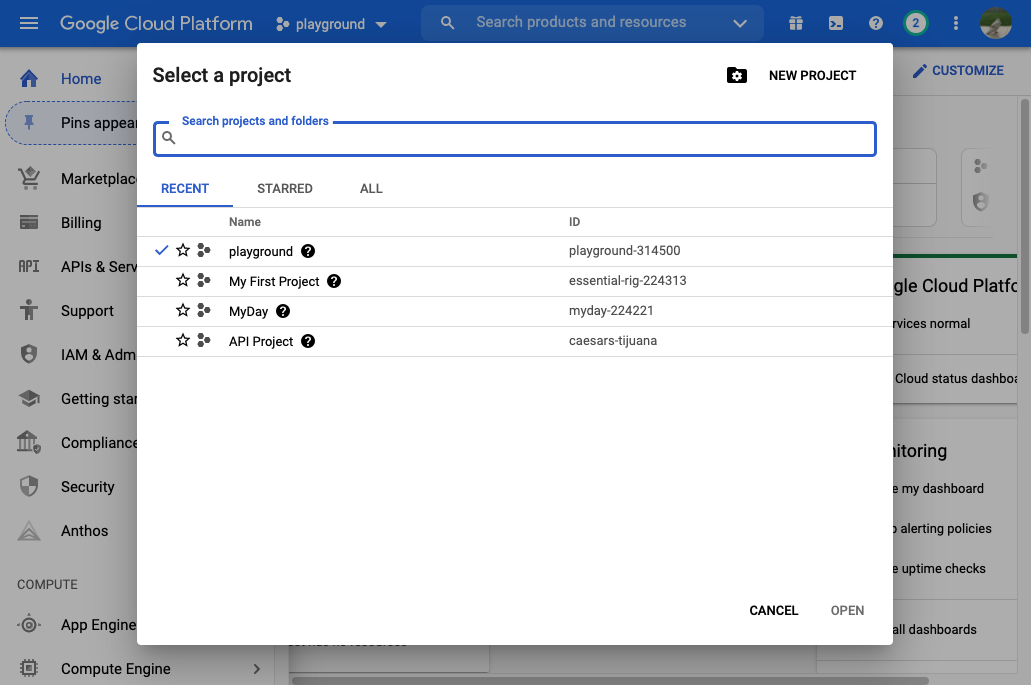 Google Cloud Platform playground Search products and resources 2
Select a project NEW PROJECT CUSTOMIZE
Home
Search projects and folders
Pins appear
RECENT STARRED ALL
Marketplace
Name ID
Billing
playground playground-314500
APIs & Serv
My First Project essential-rig-224313
gle Cloud Platfo
MyDay myday-224221
Support
rvices normal
API Project caesars-tijuana
IAM & Adm
Cloud status dashboa
Getting star
Compliance
itoring
Security
e my dashboard
Anthos
alerting policies
e uptime checks
COMPUTE
CANCEL OPEN
App Engine
all dashboards
Compute Engine